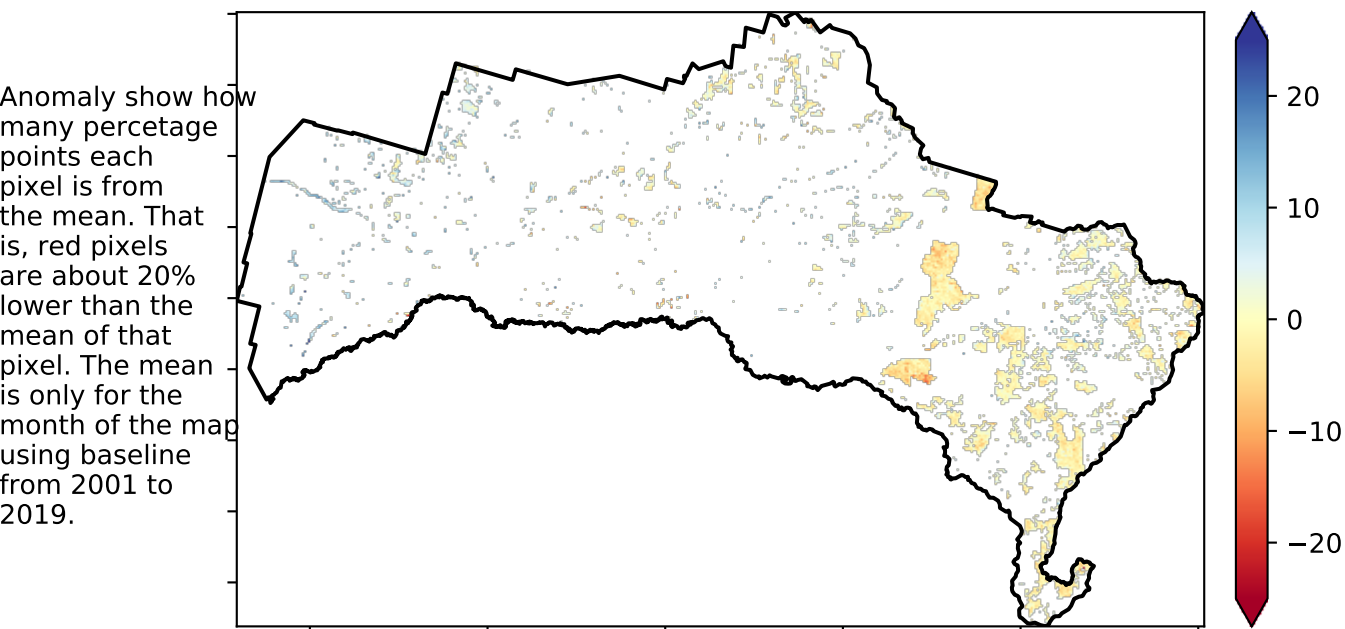 Anomaly show how
many percetage
points each
pixel is from
the mean. That
is, red pixels
are about 20%
lower than the
mean of that
pixel. The mean
is only for the
month of the map
using baseline
from 2001 to
2019.
20
10
0
−10
−20